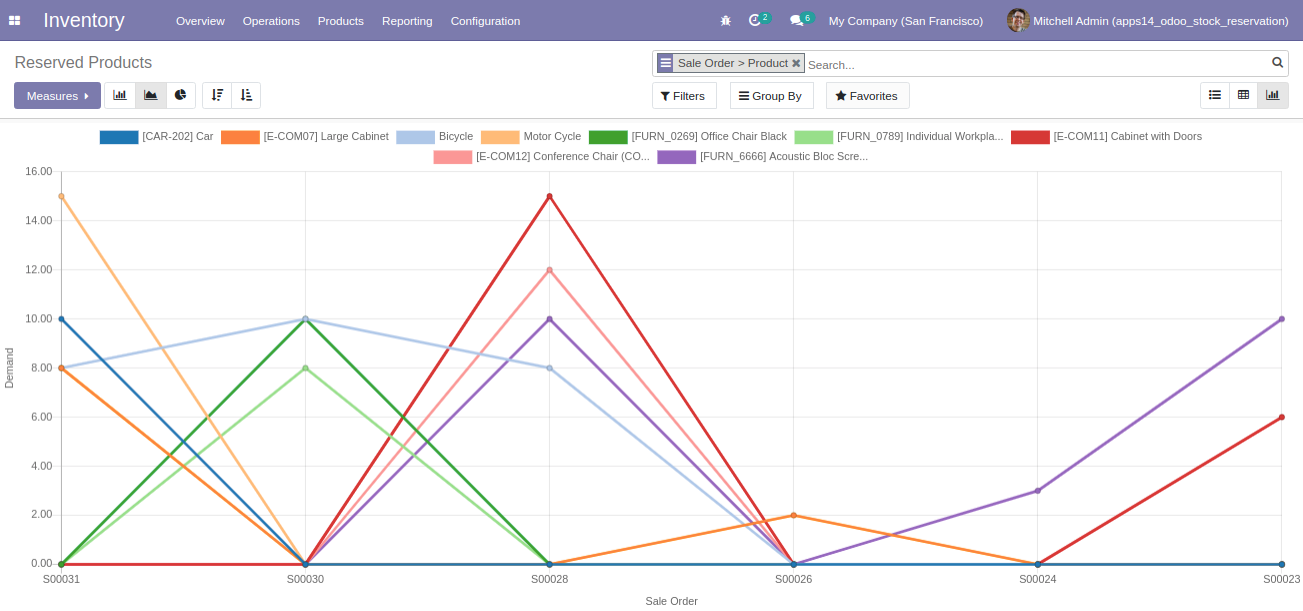 Inventory Overview Operations Products Reporting Configuration 2 6 My Company (San Francisco) Mitchell Admin (apps14_odoo_stock_reservation)
Reserved Products Sale Order > Product Search...
Measures Filters Group By Favorites
[CAR-202] Car [E-COM07] Large Cabinet Bicycle Motor Cycle [FURN_0269] Office Chair Black [FURN_0789] Individual Workpla... [E-COM11] Cabinet with Doors
[E-COM12] Conference Chair (CO... [FURN_6666] Acoustic Bloc Scre...
16.00
14.00
12.00
10.00
8.00
6.00
4.00
2.00
0.00
Demand
S00031 S00030 S00028 S00026 S00024 S00023
Sale Order